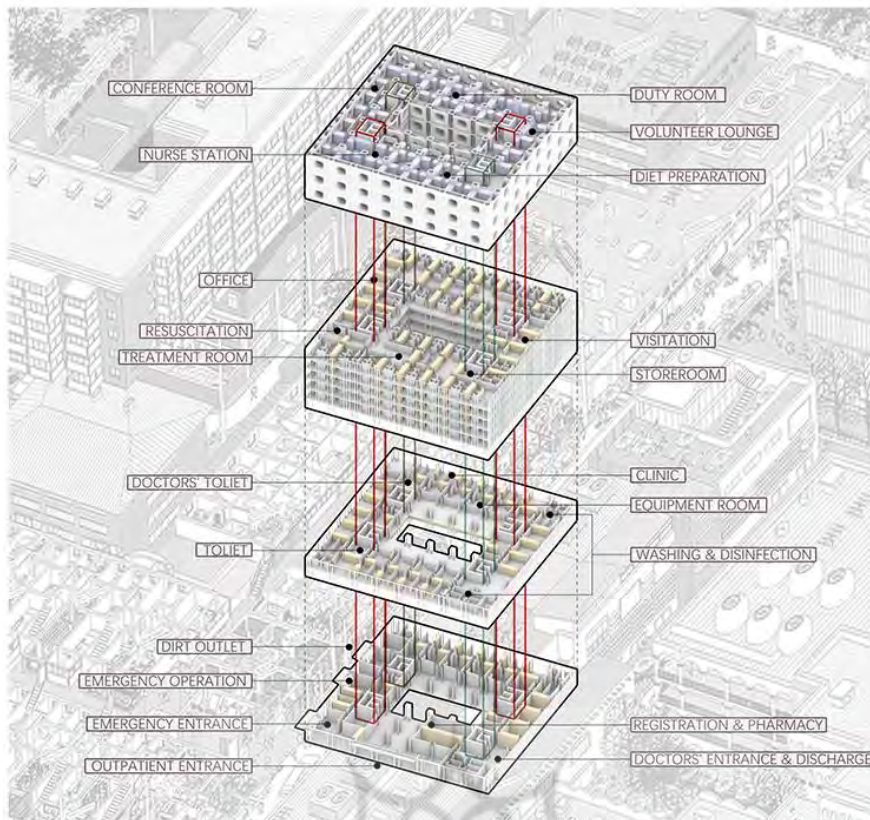 CONFERENCE ROOM
DUTY ROOM
VOLUNTEER LOUNGE
NURSE STATION
DIET PREPARATION
OFFICE
RESUSCITATION
VISITATION
TREATMENT ROOM
STOREROOM
CLINIC
DOCTORS' TOLIET
EQUIPMENT ROOM
TOLIET
WASHING & DISINFECTION
DIRT OUTLET
EMERGENCY OPERATION
EMERGENCY ENTRANCE
REGISTRATION & PHARMACY
DOCTORS' ENTRANCE & DISCHARGE
OUTPATIENT ENTRANCE